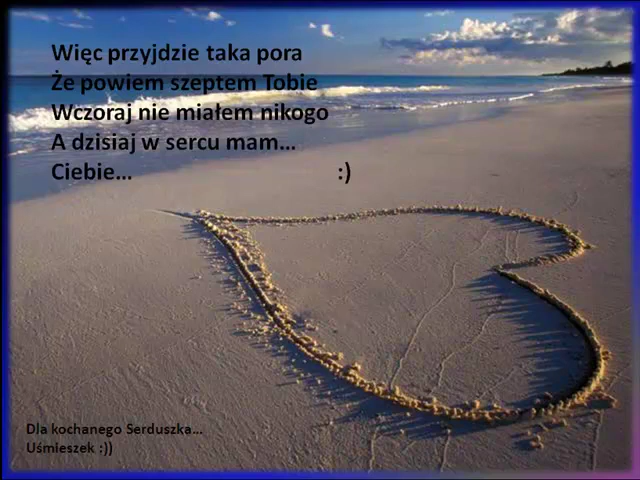 Więc przyjdzie taka pora
Że powiem szeptem Tobie
Wczoraj nie miałem nikogo
A dzisiaj w sercu mam...
Ciebie... :)
Dla kochanego Serduszka...
Uśmieszek :))